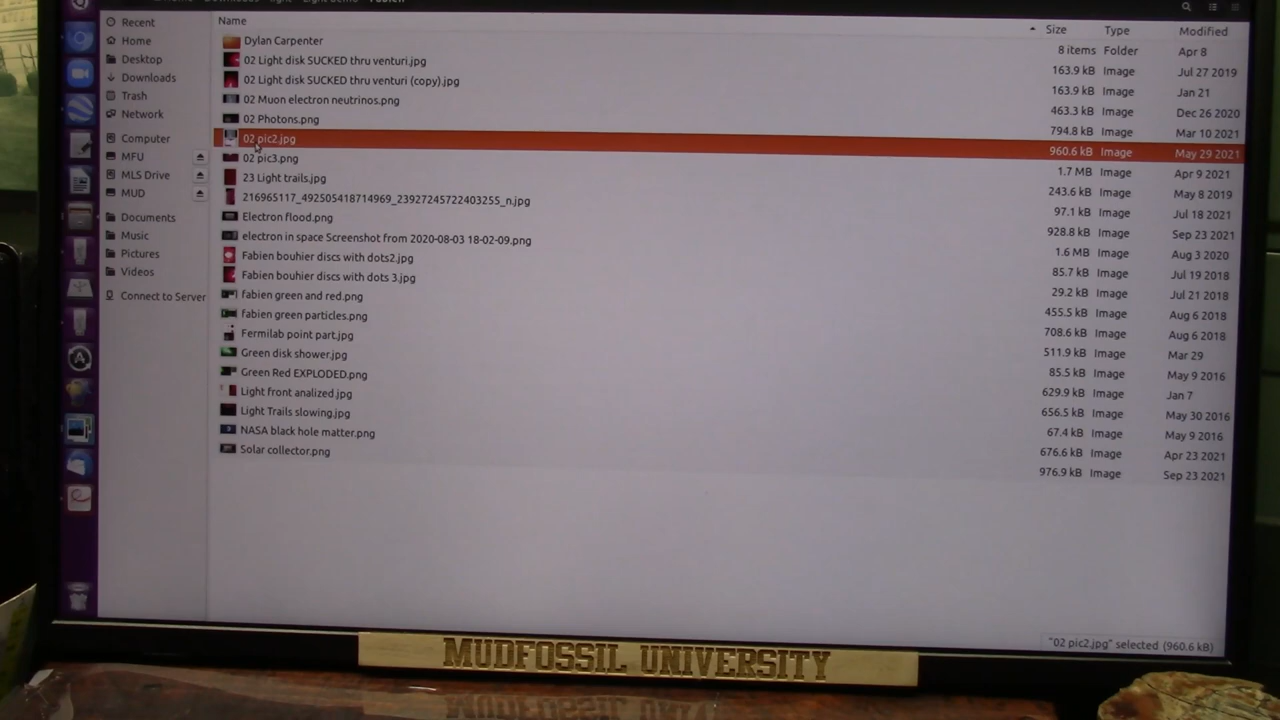 Recent
Home
Desktop
Downloads
Trash
Network
Computer
MFU
MLS Drive
MUD
Documents
Music
Pictures
Videos
Connect to Server
Name Size Type Modified
Dylan Carpenter 8 items Folder Apr 8
02 Light disk SUCKED thru venturi.jpg 163.9 kB Image Jul 27 2019
02 Light disk SUCKED thru venturi (copy).jpg 163.9 kB Image Jan 21
02 Muon electron neutrinos.png 463.3 kB Image Dec 26 2020
02 Photons.png 794.8 kB Image Mar 10 2021
02 pic2.jpg 960.6 kB Image May 29 2021
02 pic3.png 1.7 MB Image Apr 9 2021
23 Light trails.jpg 243.6 kB Image May 8 2019
216965117_492505418714969_23927245722403255_n.jpg 97.1 kB Image Jul 18 2021
Electron flood.png 928.8 kB Image Sep 23 2021
electron in space Screenshot from 2020-08-03 18-02-09.png 1.6 MB Image Aug 3 2020
Fabien bouhier discs with dots2.jpg 85.7 kB Image Jul 19 2018
Fabien bouhier discs with dots 3.jpg 29.2 kB Image Jul 21 2018
fabien green and red.png 455.5 kB Image Aug 6 2018
fabien green particles.png 708.6 kB Image Aug 6 2018
Fermilab point part.jpg 511.9 kB Image Mar 29
Green disk shower.jpg 85.5 kB Image May 9 2016
Green Red EXPLODED.png 629.9 kB Image Jan 7
Light front analized.jpg 656.5 kB Image May 30 2016
Light Trails slowing.jpg 67.4 kB Image May 9 2016
NASA black hole matter.png 676.6 kB Image Apr 23 2021
Solar collector.png 976.9 kB Image Sep 23 2021
"02 pic2.jpg" selected (960.6 kB)
MUDFOSSIL UNIVERSITY